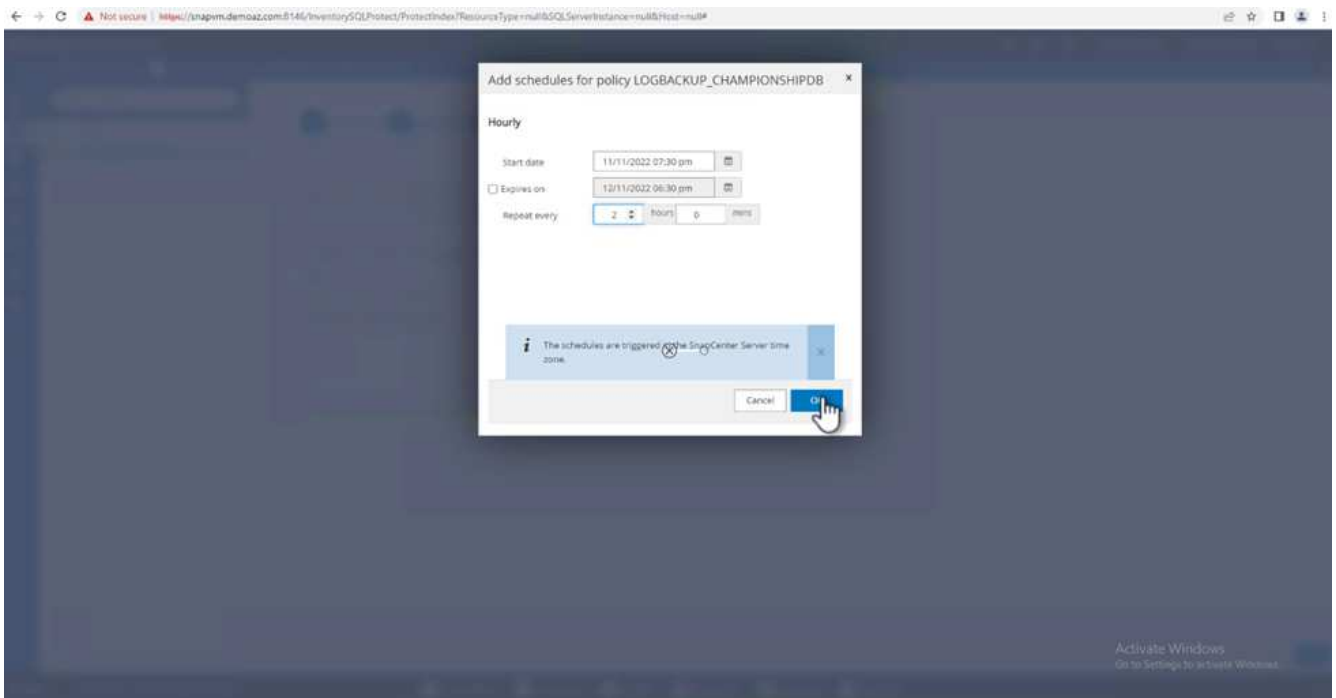 Not secure
https://snapvm.demoaz.com:8146/InventorySQLProtect/ProtectIndex?ResourceType=null&SQLServerInstance=null&Host=null#
Add schedules for policy LOGBACKUP_CHAMPIONSHIPDB x
Hourly
Start date 11/11/2022 07:30 pm
Expires on 12/11/2022 06:30 pm
Repeat every 2 hours 0 mins
i The schedules are triggered the SnapCenter Server time x
zone.
Cancel
Activate Windows
Go to Settings to activate Windows.